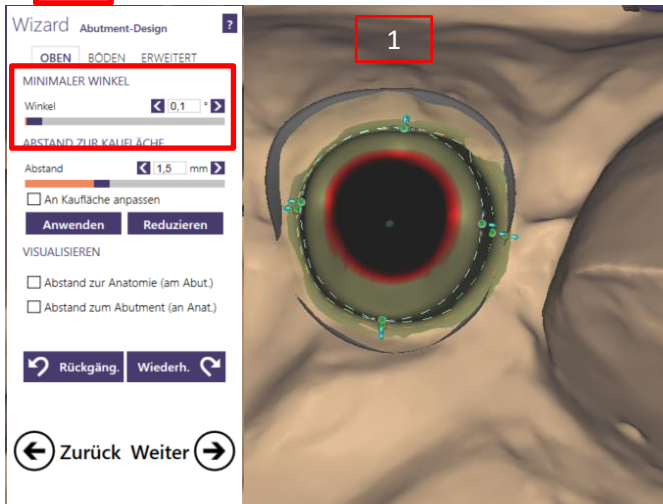 Wizard Abutment-Design ?
OBEN BÖDEN ERWEITERT
MINIMALER WINKEL
Winkel 0,1 °
ABSTAND ZUR KAUFLÄCHE
Abstand 1,5 mm
An Kaufläche anpassen
Anwenden Reduzieren
VISUALISIEREN
Abstand zur Anatomie (am Abut.)
Abstand zum Abutment (an Anat.)
Rückgäng. Wiederh.
Zurück Weiter
1